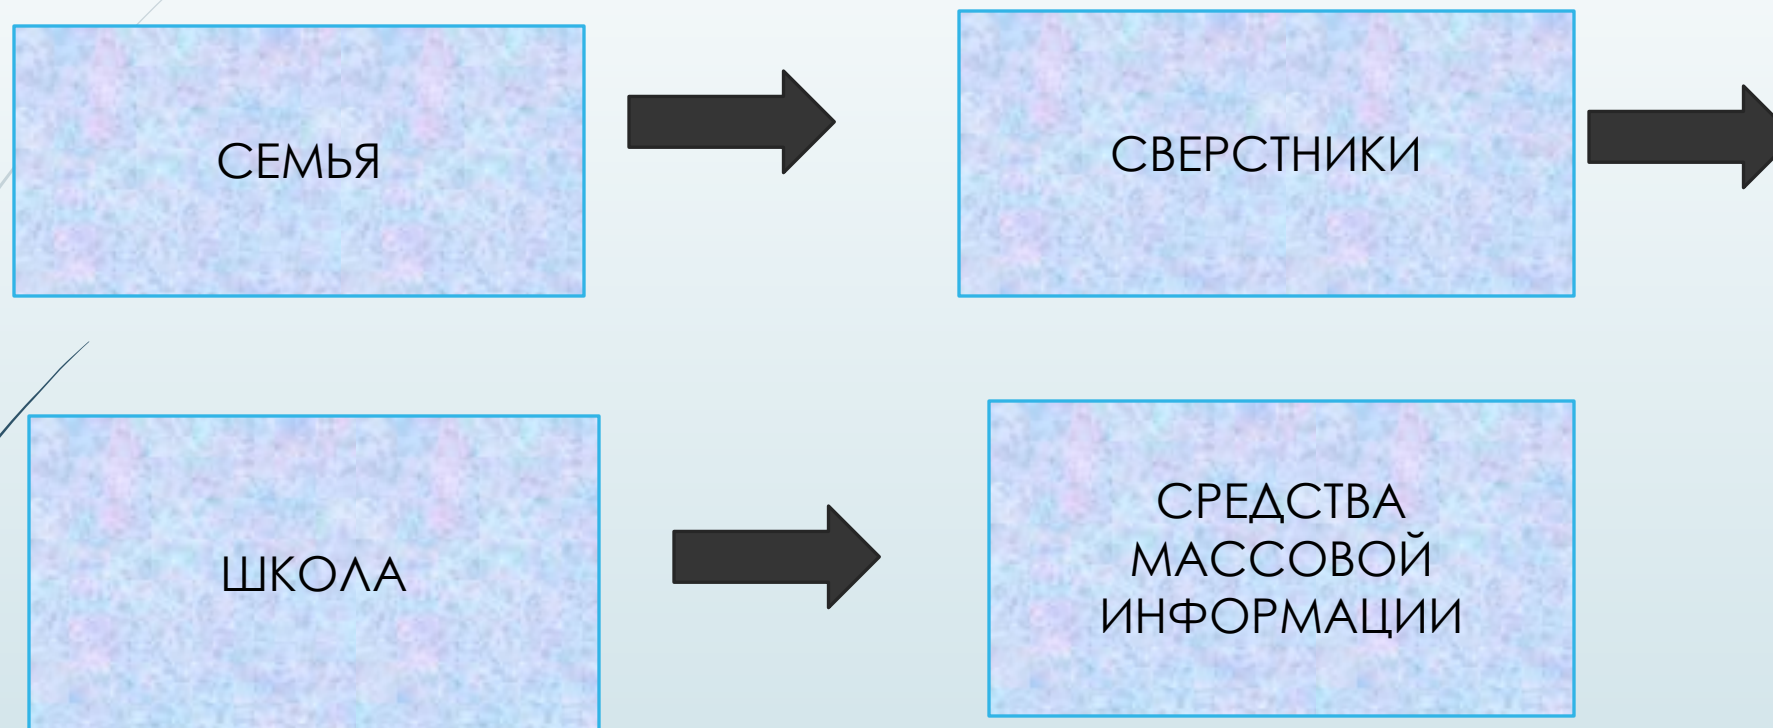 СЕМЬЯ
СВЕРСТНИКИ
ШКОЛА
СРЕДСТВА
МАССОВОЙ
ИНФОРМАЦИИ